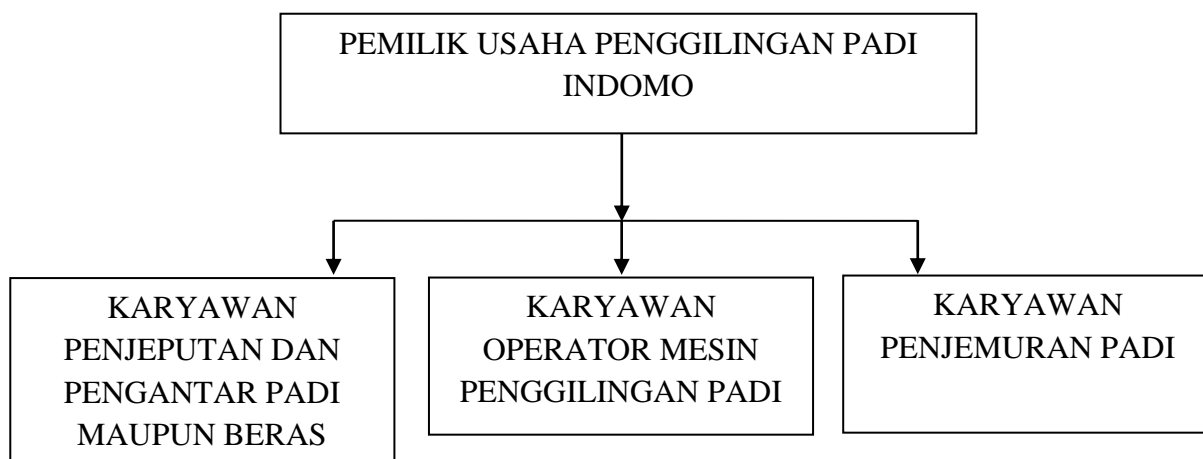 PEMILIK USAHA PENGGILINGAN PADI
INDOMO
KARYAWAN
PENJEPUTAN DAN
PENGANTAR PADI
MAUPUN BERAS
KARYAWAN
OPERATOR MESIN
PENGGILINGAN PADI
KARYAWAN
PENJEMURAN PADI